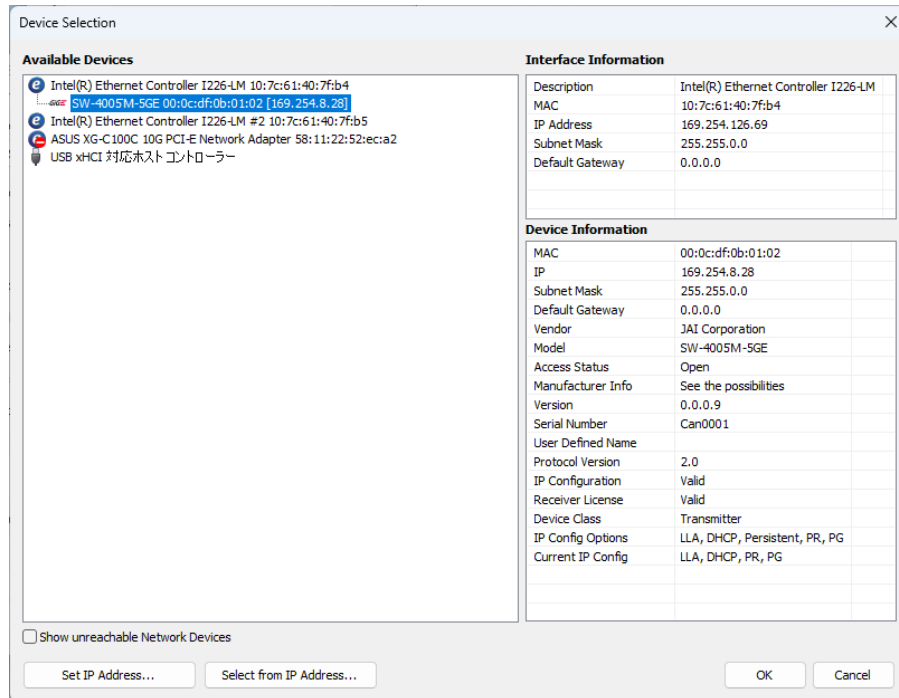 Device Selection
Available Devices
Intel(R) Ethernet Controller I226-LM 10:7c:61:40:7f:b4
GIGE SW-4005M-5GE 00:0c:df:0b:01:02 [169.254.8.28]
Intel(R) Ethernet Controller I226-LM #2 10:7c:61:40:7f:b5
ASUS XG-C100C 10G PCI-E Network Adapter 58:11:22:52:ec:a2
USB xHCI 対応ホスト コントローラー
Interface Information
Description Intel(R) Ethernet Controller I226-LM
MAC 10:7c:61:40:7f:b4
IP Address 169.254.126.69
Subnet Mask 255.255.0.0
Default Gateway 0.0.0.0
Device Information
MAC 00:0c:df:0b:01:02
IP 169.254.8.28
Subnet Mask 255.255.0.0
Default Gateway 0.0.0.0
Vendor JAI Corporation
Model SW-4005M-5GE
Access Status Open
Manufacturer Info See the possibilities
Version 0.0.0.9
Serial Number Can0001
User Defined Name
Protocol Version 2.0
IP Configuration Valid
Receiver License Valid
Device Class Transmitter
IP Config Options LLA, DHCP, Persistent, PR, PG
Current IP Config LLA, DHCP, PR, PG
Show unreachable Network Devices
Set IP Address... Select from IP Address... OK Cancel